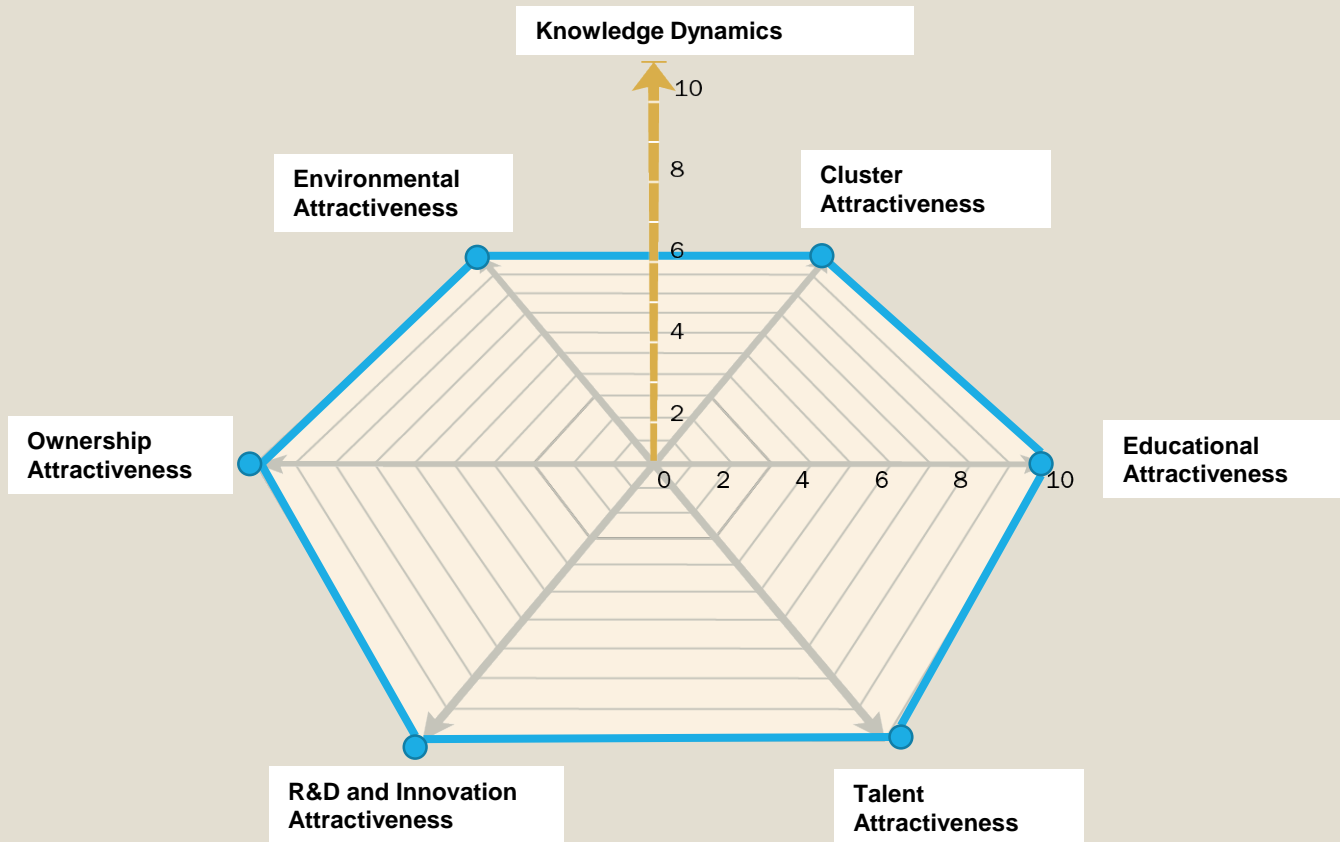 Knowledge Dynamics
10
8
6
4
2
Environmental
Attractiveness
Cluster
Attractiveness
Ownership
Attractiveness
0 2 4 6 8 10
Educational
Attractiveness
R&D and Innovation
Attractiveness
Talent
Attractiveness